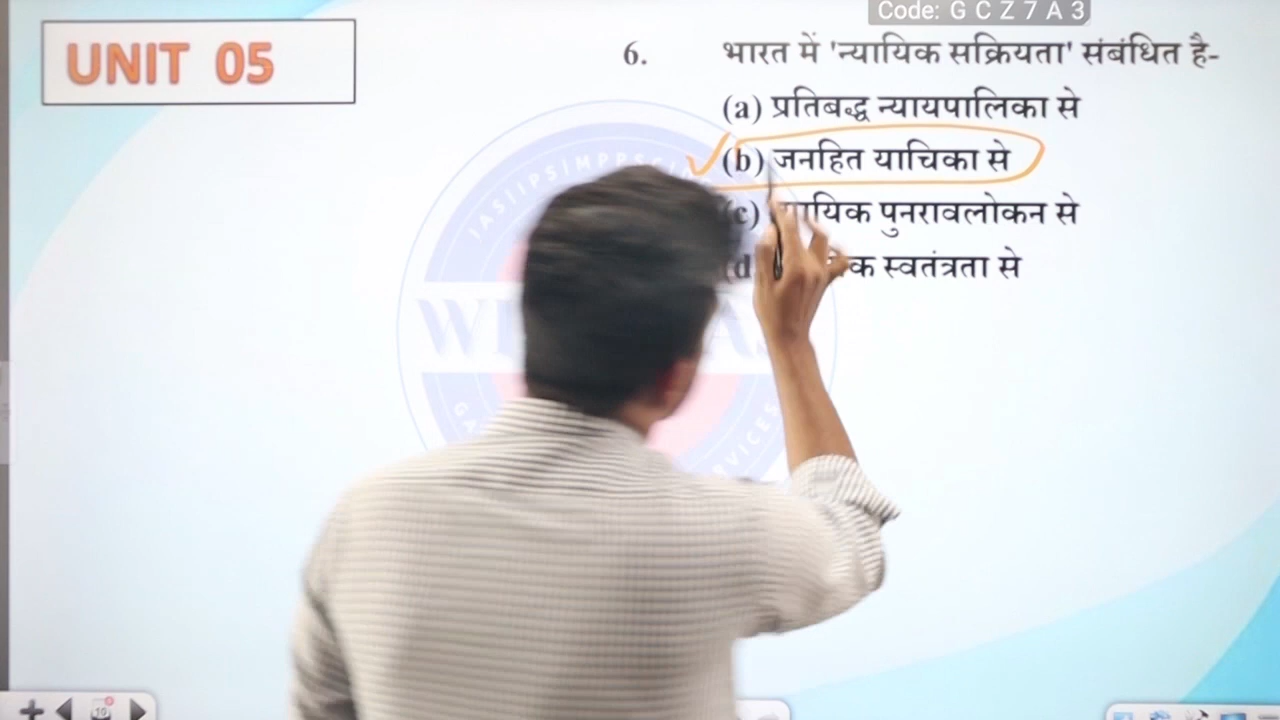 Code: G C Z 7 A 3
UNIT 05
6. भारत में 'न्यायिक सक्रियता' संबंधित है-
(a) प्रतिबद्ध न्यायपालिका से
(b) जनहित याचिका से
(c) पुनरावलोकन से
स्वतंत्रता से